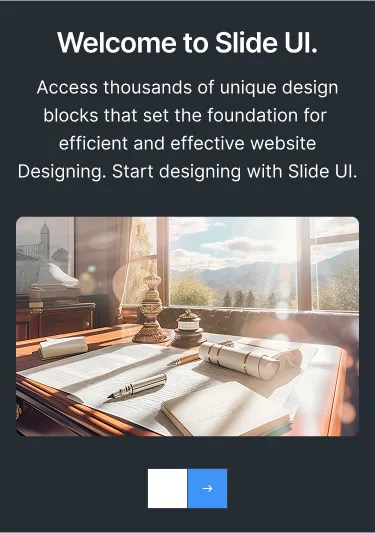 Welcome to Slide UI.
Access thousands of unique design
blocks that set the foundation for
efficient and effective website
Designing. Start designing with Slide UI.
→